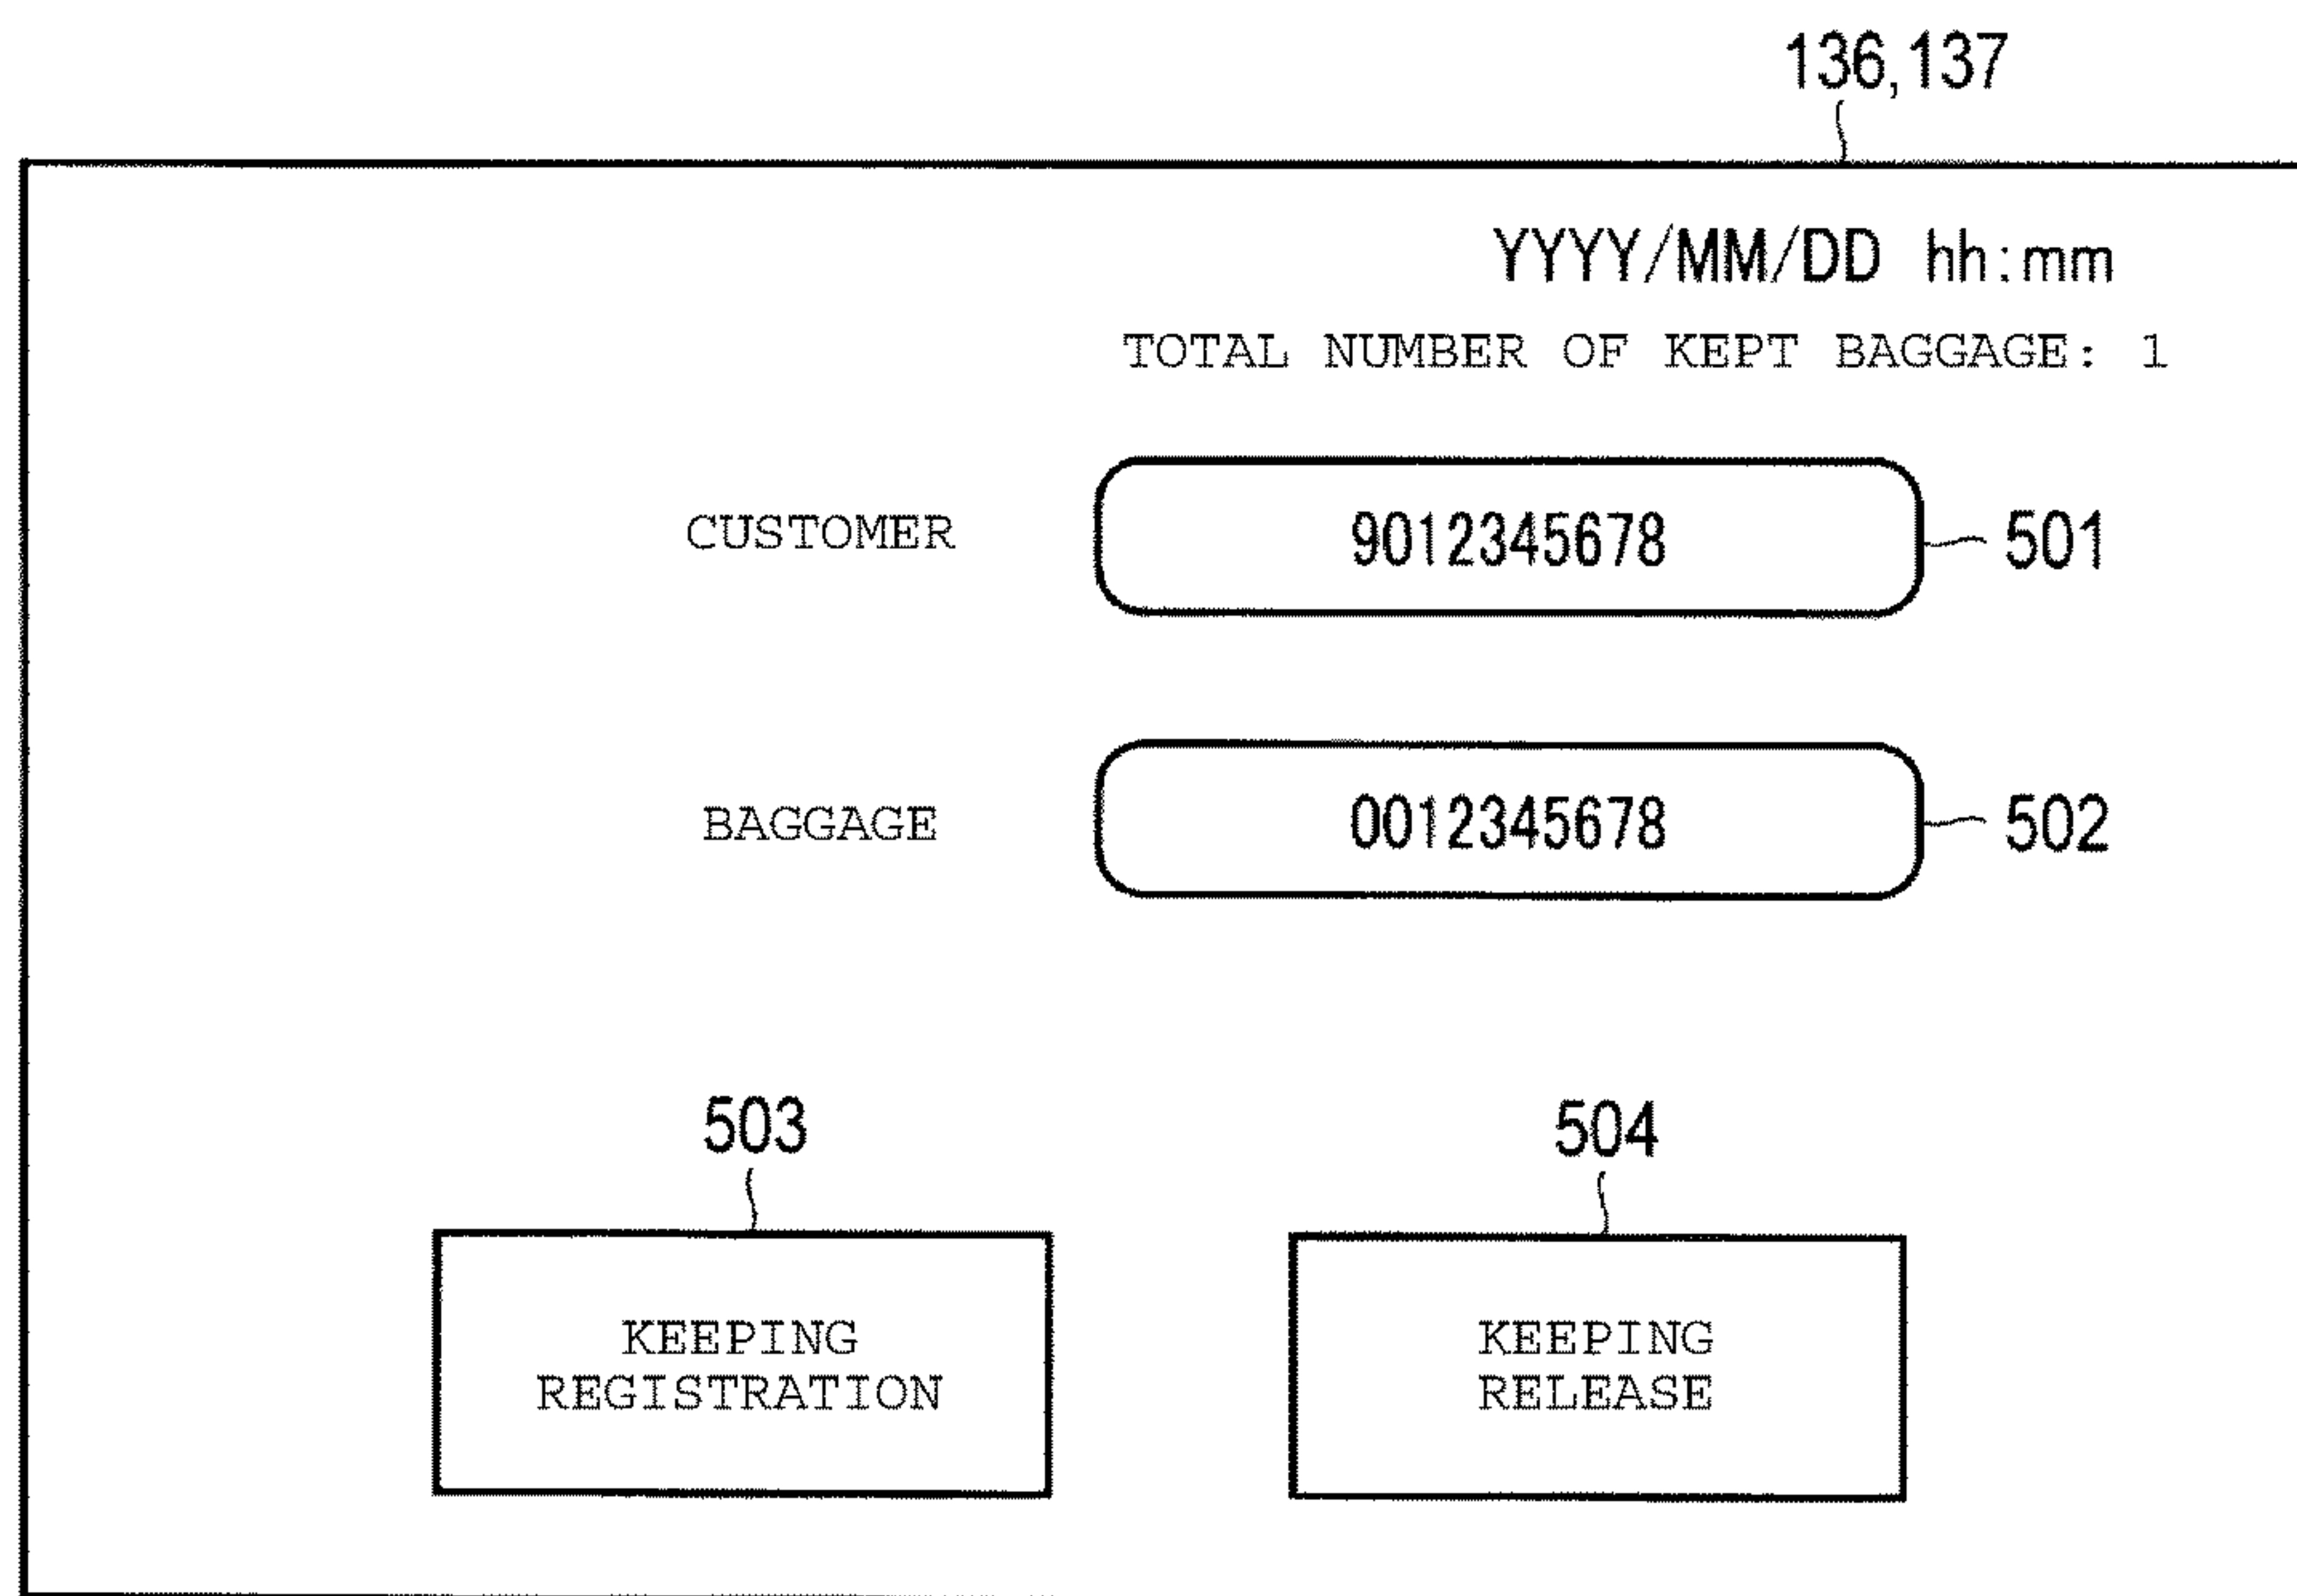 136,137
YYYY/MM/DD hh:mm
TOTAL NUMBER OF KEPT BAGGAGE: 1
CUSTOMER 9012345678 501
BAGGAGE 0012345678 502
503 504
KEEPING KEEPING
REGISTRATION RELEASE